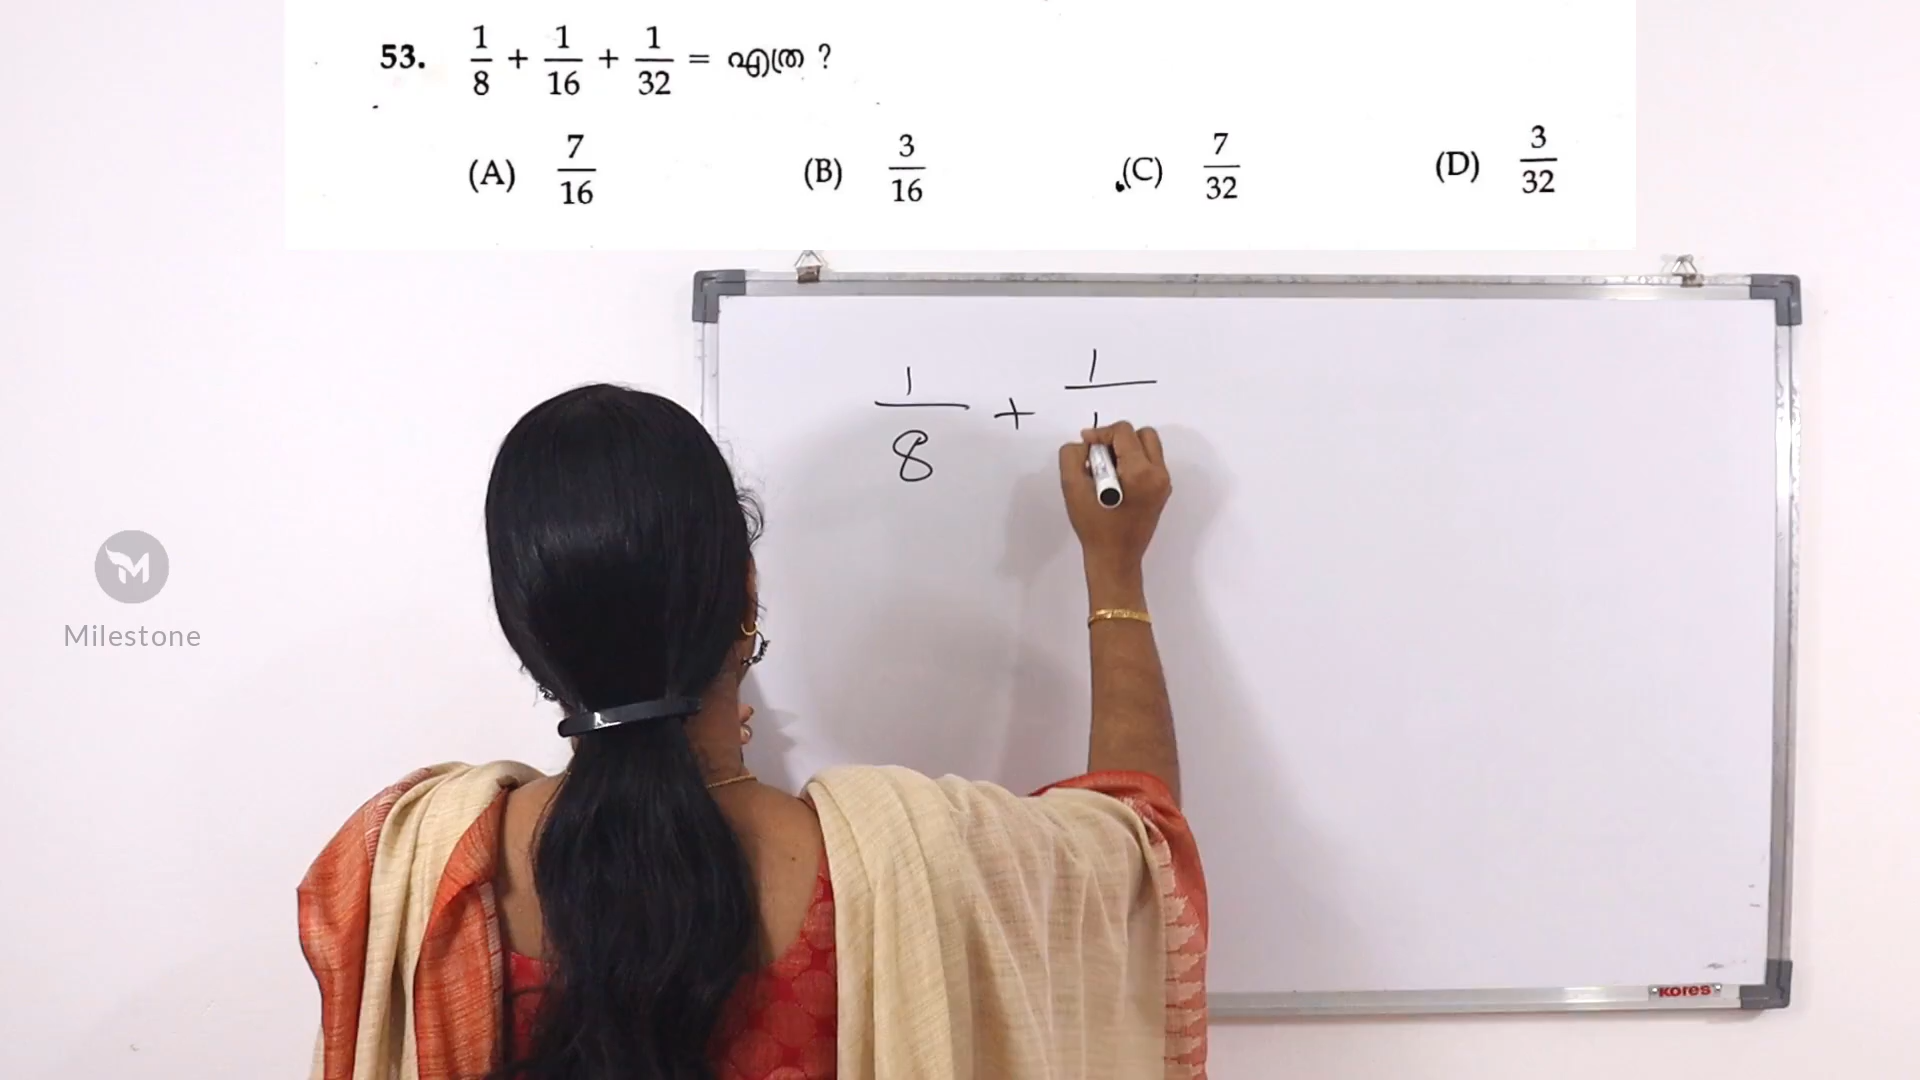 53. 1/8 + 1/16 + 1/32 = എത്ര ?
(A) 7/16 (B) 3/16 (C) 7/32 (D) 3/32
1/8 + 1/1
Milestone
Kores